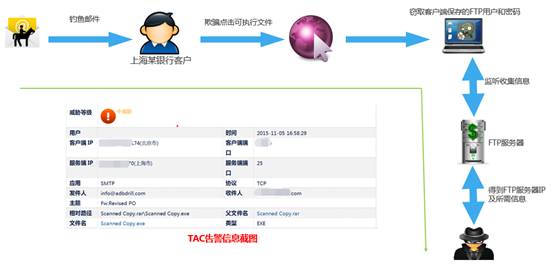 钓鱼邮件
上海某银行客户
欺骗点击可执行文件
窃取客户端保存的FTP用户和密码
监听收集信息
FTP服务器
得到FTP服务器IP
及所需信息
威胁等级
中威胁
用户
时间 2015-11-05 16:58:29
客户端 IP 174(北京市) 客户端端口
服务端 IP 70(上海市) 服务端端口 25
应用 SMTP 协议 TCP
发件人 info@adbdrill.com 收件人 .com
主题 Fw:Revised PO
相对路径 Scanned Copy.rar\Scanned Copy.exe 父文件名 Scanned Copy.rar
文件名 Scanned Copy.exe 类型 EXE
TAC告警信息截图